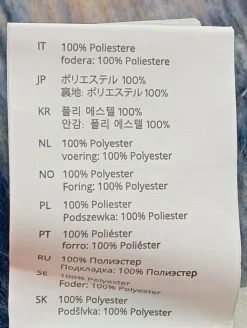 IT 100% Poliestere
fodera: 100% Poliestere
JP ポリエステル 100%
裏地: ポリエステル 100%
KR 폴리 에스텔 100%
안감: 폴리 에스텔 100%
NL 100% Polyester
voering: 100% Polyester
NO 100% Polyester
Foring: 100% Polyester
PL 100% Poliester
Podszewka: 100% Poliester
PT 100% Poliéster
forro: 100% Poliéster
RU 100% Полиэстер
Подкладка: 100% Полиэстер
SE 100% Polyester
Foder: 100% Polyester
SK 100% Polyester
Podšívka: 100% Polyester